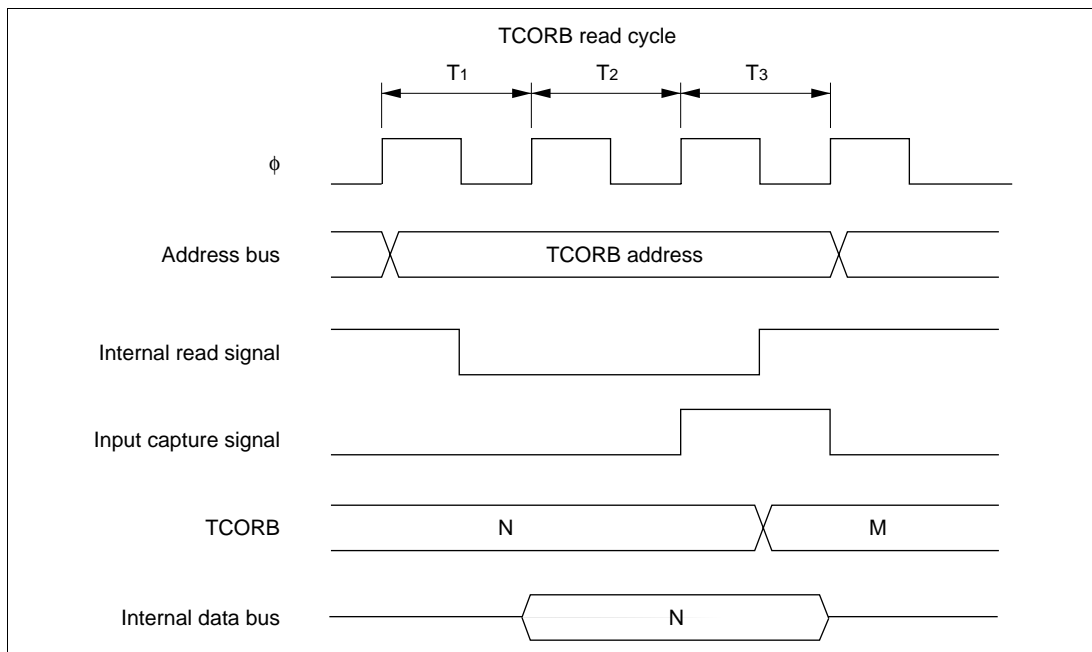 TCORB read cycle
T1 T2 T3
ϕ
Address bus TCORB address
Internal read signal
Input capture signal
TCORB N M
Internal data bus N